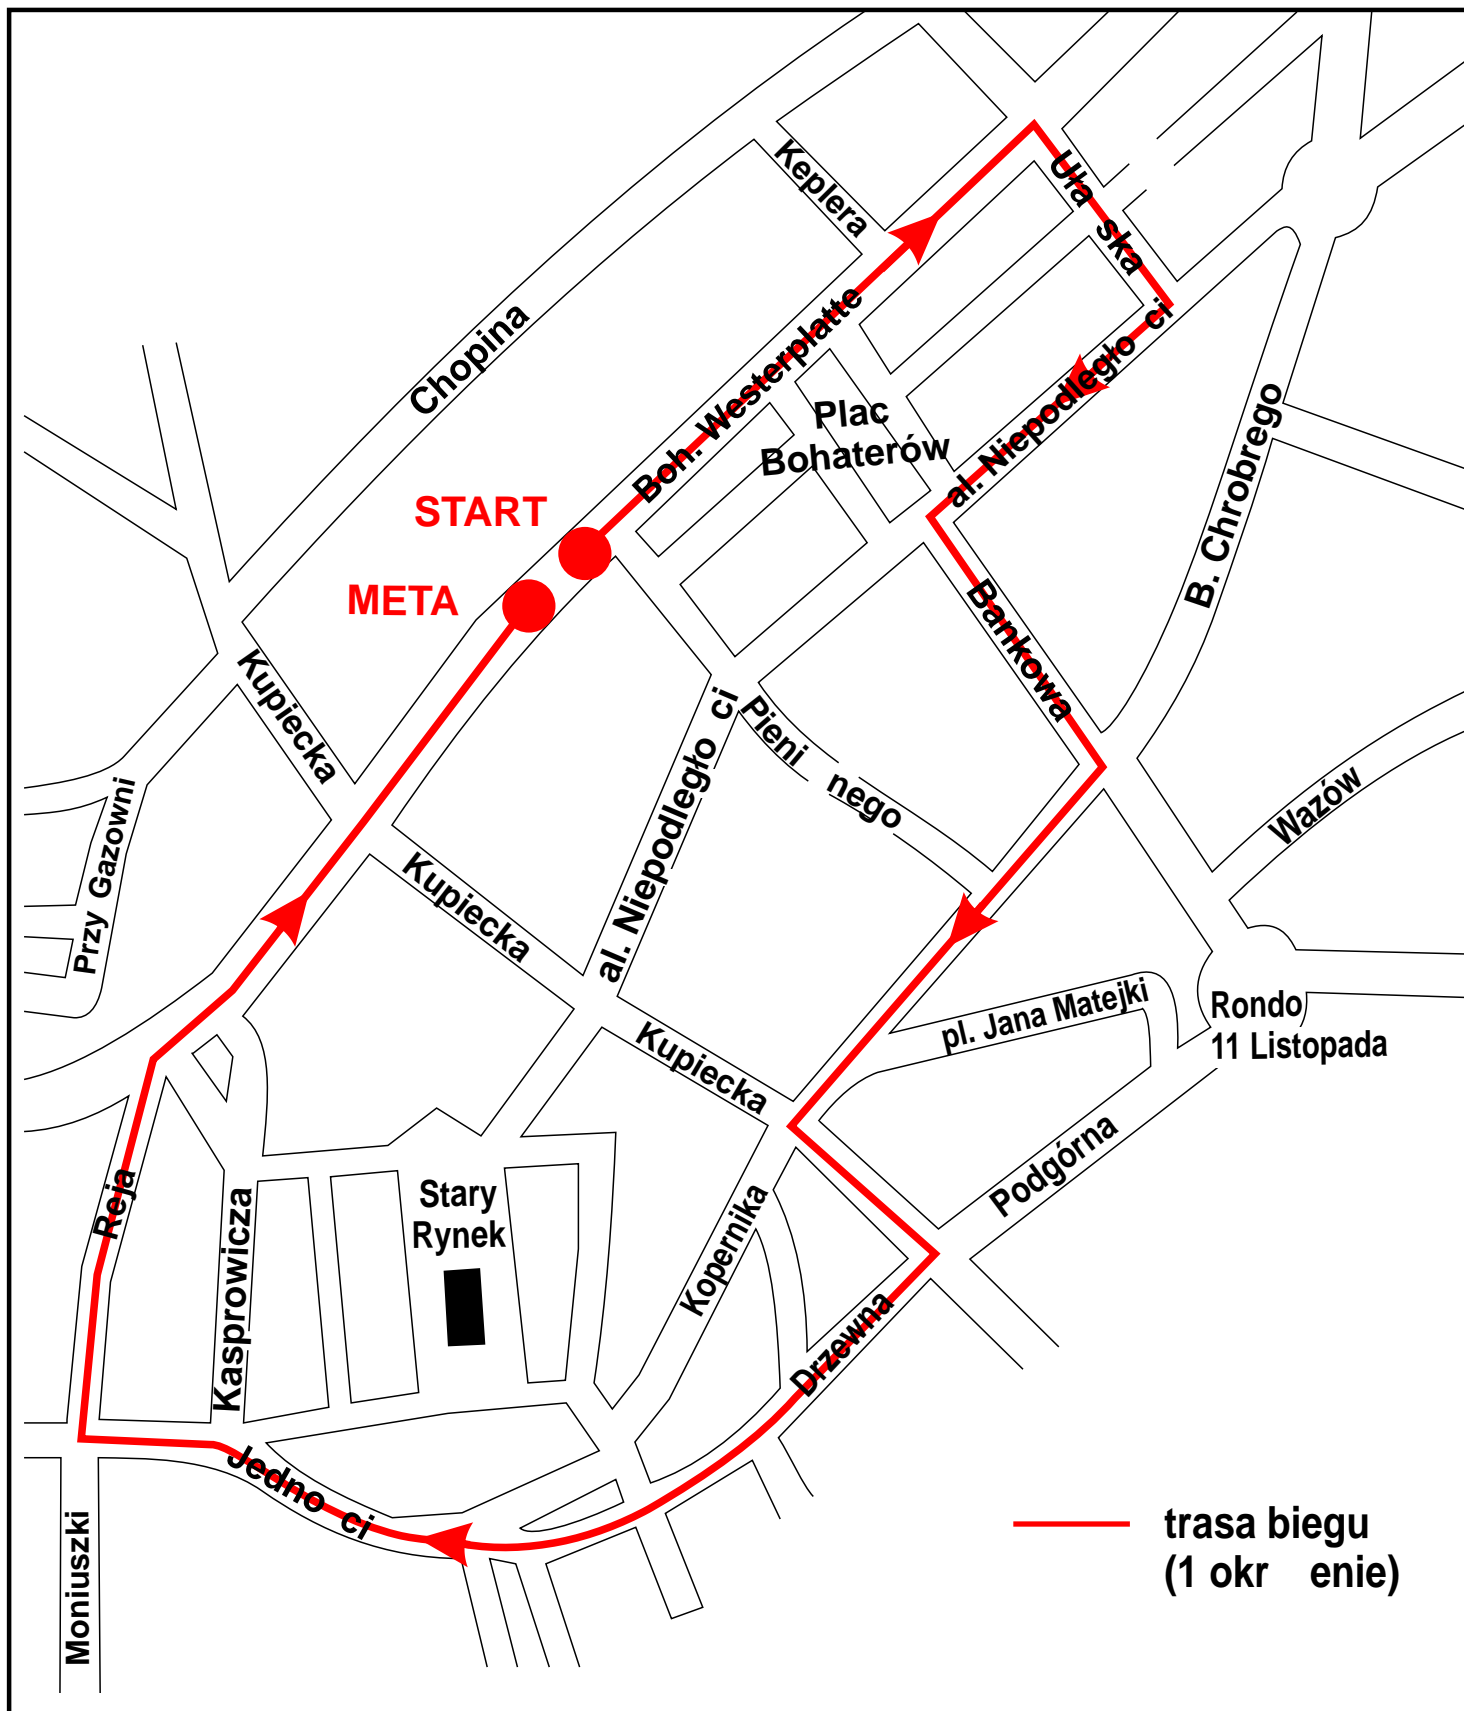 Keplera
Uła ska
Chopina
Boh. Westerplatte
al. Niepodległo ci
Plac
Bohaterów
START
META
B. Chrobrego
Bankowa
Kupiecka
al. Niepodległo ci
Pieni nego
Wazów
Przy Gazowni
Kupiecka
pl. Jana Matejki
Rondo
11 Listopada
Kupiecka
Podgórna
Reja
Kasprowicza
Stary
Rynek
Kopernika
Drzewna
Jedno ci
Moniuszki
trasa biegu
(1 okr enie)